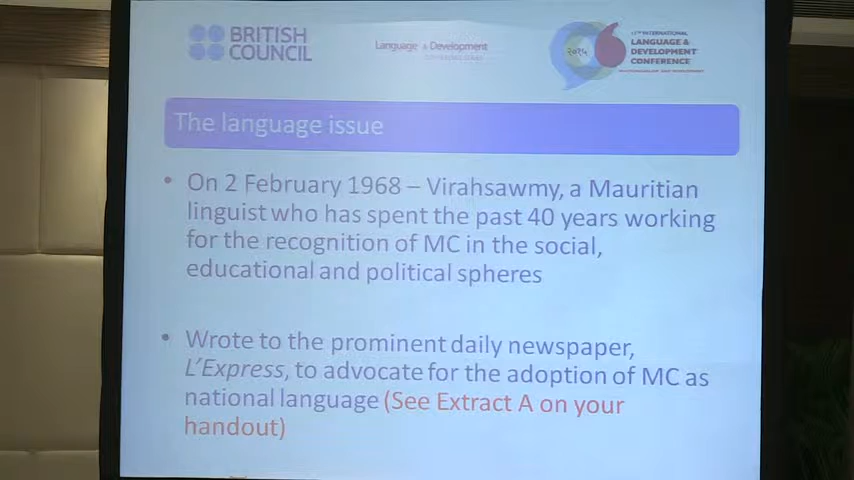 BRITISH
COUNCIL
Language & Development
CONFERENCE SERIES
11TH INTERNATIONAL
LANGUAGE &
DEVELOPMENT
CONFERENCE
२०१५
The language issue
• On 2 February 1968 – Virahsawmy, a Mauritian
linguist who has spent the past 40 years working
for the recognition of MC in the social,
educational and political spheres
• Wrote to the prominent daily newspaper,
L'Express, to advocate for the adoption of MC as
national language (See Extract A on your
handout)